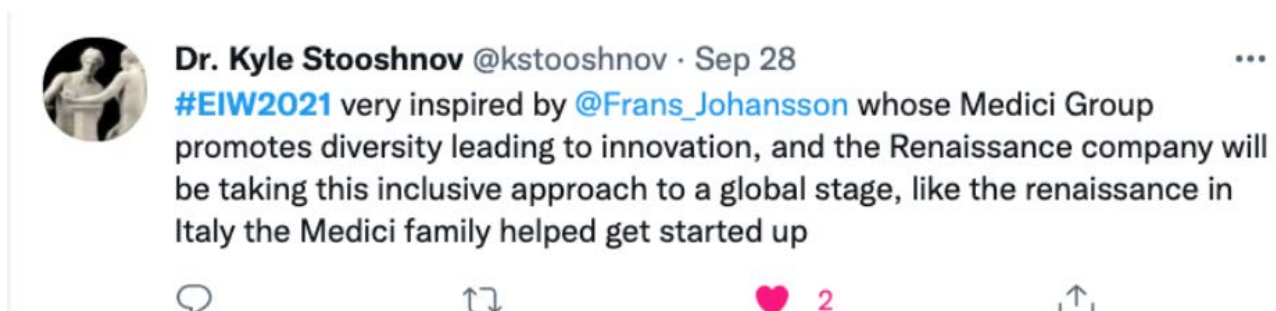 Dr. Kyle Stooshnov @kstooshnov · Sep 28
#EIW2021 very inspired by @Frans_Johansson whose Medici Group
promotes diversity leading to innovation, and the Renaissance company will
be taking this inclusive approach to a global stage, like the renaissance in
Italy the Medici family helped get started up
2